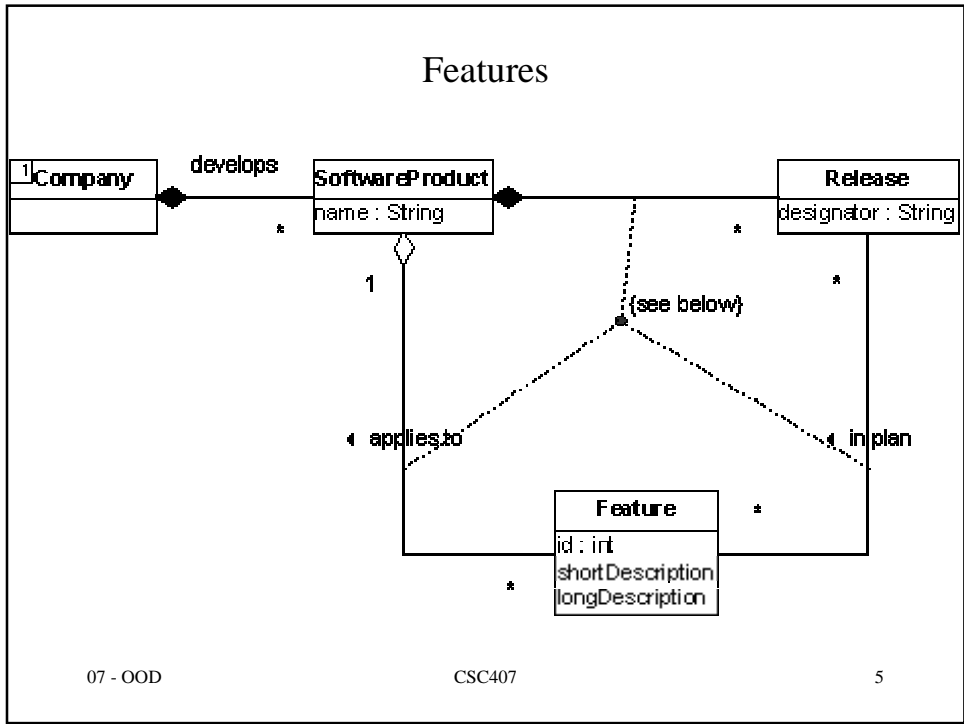 Features
1
Company
develops
*
SoftwareProduct
name : String
*
Release
designator : String
1
*
{see below}
applies to
in plan
Feature
id : int
shortDescription
longDescription
*
*
07 - OOD
CSC407
5